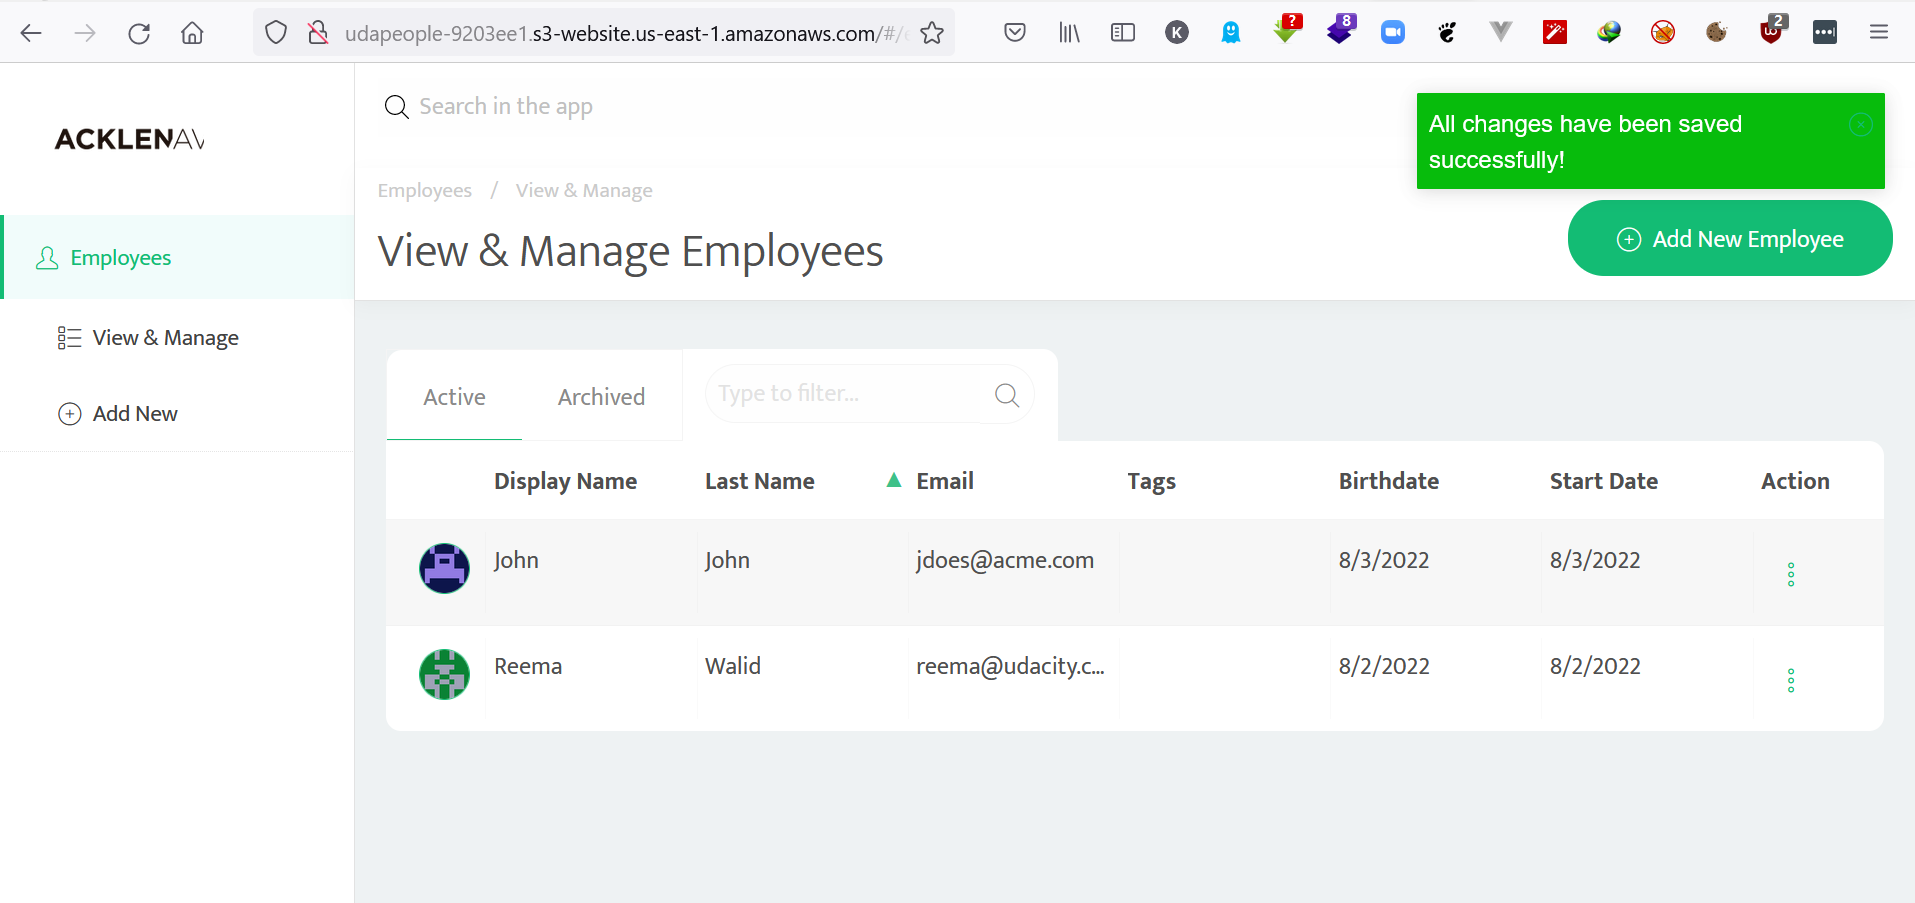 udapeople-9203ee1.s3-website.us-east-1.amazonaws.com/#/
K
?
8
2
ACKLENAV
Search in the app
All changes have been saved
successfully!
Employees / View & Manage
View & Manage Employees
Add New Employee
Employees
View & Manage
Add New
Active Archived Type to filter...
Display Name Last Name ▲ Email Tags Birthdate Start Date Action
John John jdoes@acme.com 8/3/2022 8/3/2022
Reema Walid reema@udacity.c... 8/2/2022 8/2/2022